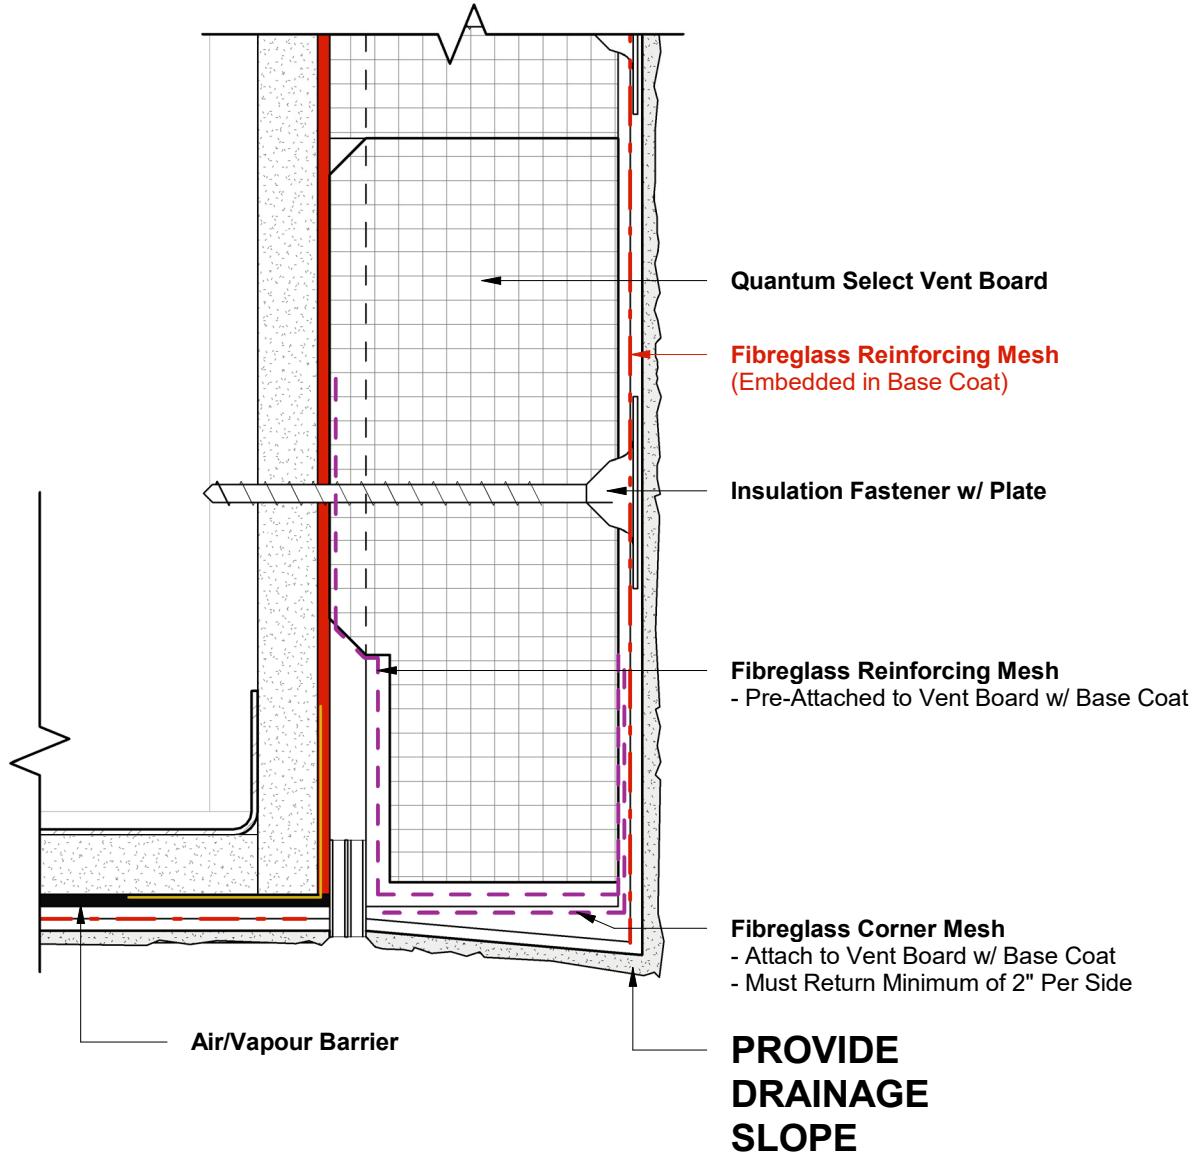 Quantum Select Vent Board
Fibreglass Reinforcing Mesh
(Embedded in Base Coat)
Insulation Fastener w/ Plate
Fibreglass Reinforcing Mesh
- Pre-Attached to Vent Board w/ Base Coat
Fibreglass Corner Mesh
- Attach to Vent Board w/ Base Coat
- Must Return Minimum of 2" Per Side
Air/Vapour Barrier
PROVIDE
DRAINAGE
SLOPE